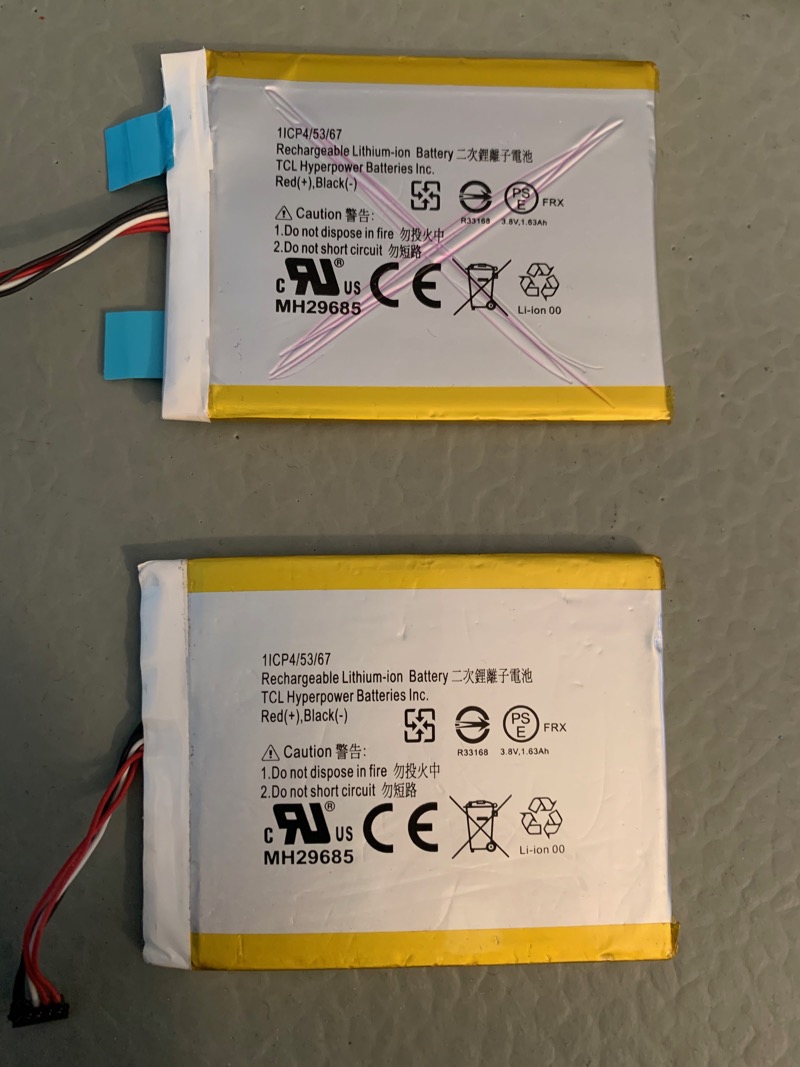 1ICP4/53/67
Rechargeable Lithium-ion Battery 二次鋰離子電池
TCL Hyperpower Batteries Inc.
Red(+),Black(-)
PS E FRX
R33168 3.8V,1.63Ah
Caution 警告:
1.Do not dispose in fire 勿投火中
2.Do not short circuit 勿短路
C RU ® US CE
MH29685
Li-ion 00
1ICP4/53/67
Rechargeable Lithium-ion Battery 二次鋰離子電池
TCL Hyperpower Batteries Inc.
Red(+),Black(-)
PS E FRX
R33168 3.8V,1.63Ah
Caution 警告:
1.Do not dispose in fire 勿投火中
2.Do not short circuit 勿短路
C RU ® US CE
MH29685
Li-ion 00